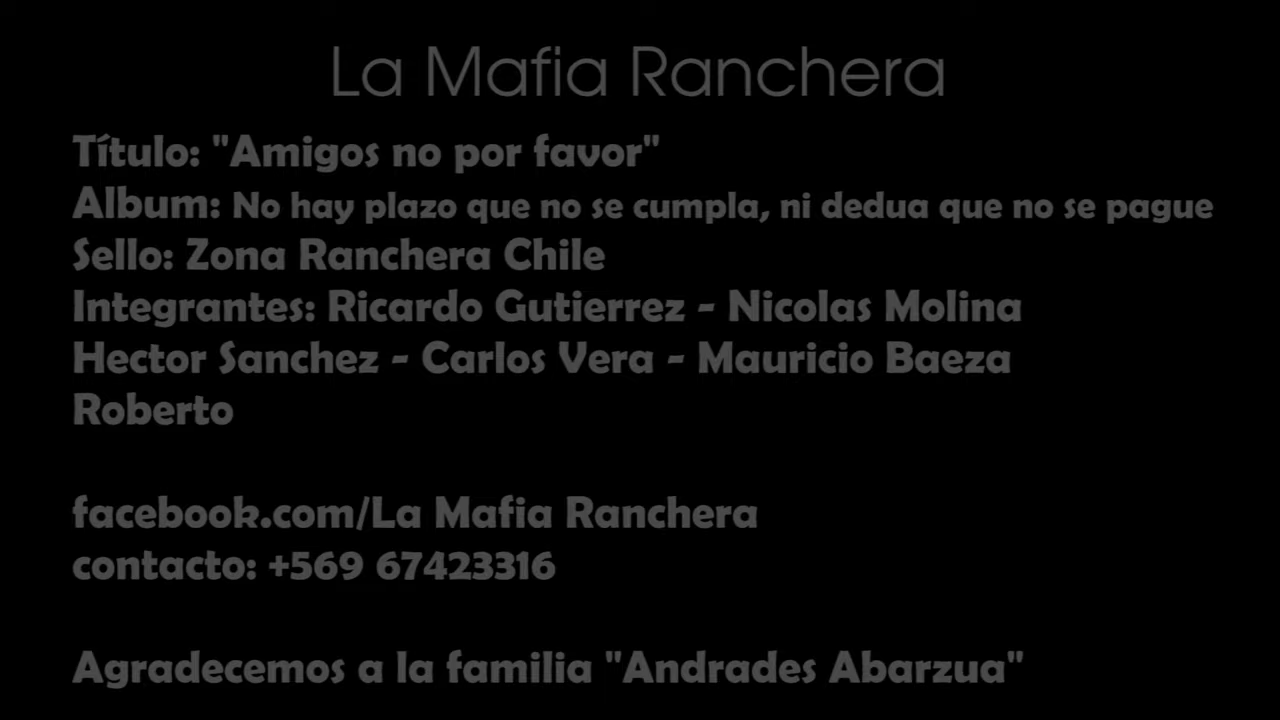 La Mafia Ranchera
Título: "Amigos no por favor"
Album: No hay plazo que no se cumpla, ni dedua que no se pague
Sello: Zona Ranchera Chile
Integrantes: Ricardo Gutierrez - Nicolas Molina
Hector Sanchez - Carlos Vera - Mauricio Baeza
Roberto
facebook.com/La Mafia Ranchera
contacto: +569 67423316
Agradecemos a la familia "Andrades Abarzua"